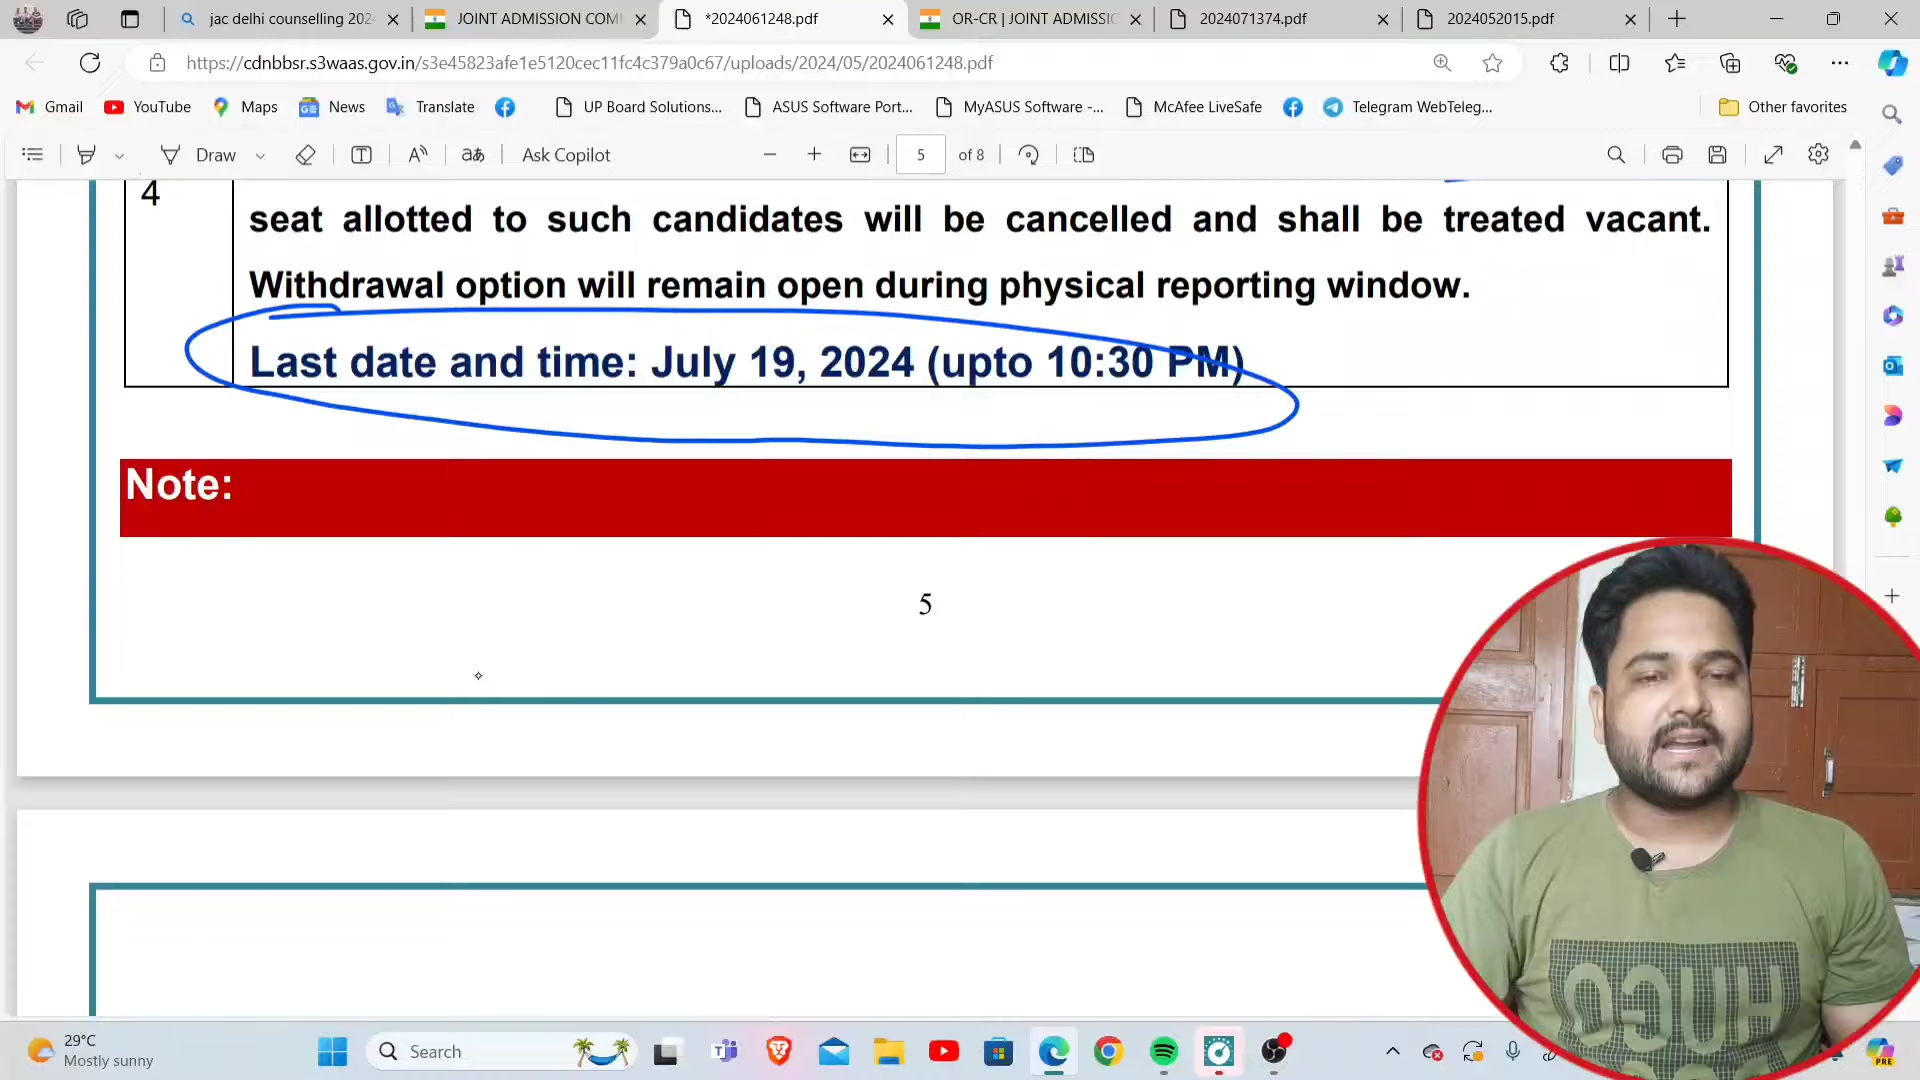 jac delhi counselling 202
JOINT ADMISSION COM
*2024061248.pdf
OR-CR | JOINT ADMISSIO
2024071374.pdf
2024052015.pdf
https://cdnbbsr.s3waas.gov.in/s3e45823afe1e5120cec11fc4c379a0c67/uploads/2024/05/2024061248.pdf
Gmail
YouTube
Maps
News
Translate
UP Board Solutions...
ASUS Software Port...
MyASUS Software -...
McAfee LiveSafe
Telegram WebTeleg...
Other favorites
Draw
Ask Copilot
5 of 8
4
seat allotted to such candidates will be cancelled and shall be treated vacant.
Withdrawal option will remain open during physical reporting window.
Last date and time: July 19, 2024 (upto 10:30 PM)
Note:
5
29°C
Mostly sunny
Search
PRE